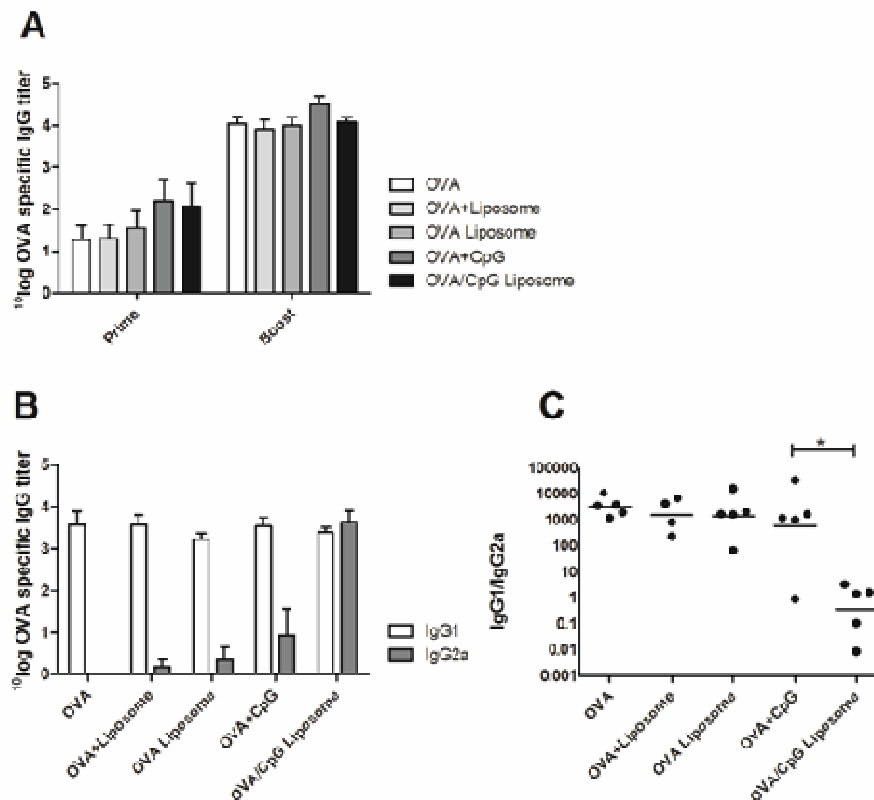 A
¹⁰log OVA specific IgG titer
5
4
3
2
1
0
Prime
Boost
OVA
OVA+Liposome
OVA Liposome
OVA+CpG
OVA/CpG Liposome
B
¹⁰log OVA specific IgG titer
5
4
3
2
1
0
OVA
OVA+Liposome
OVA Liposome
OVA+CpG
OVA/CpG Liposome
IgG1
IgG2a
C
*
IgG1/IgG2a
100000
10000
1000
100
10
1
0.1
0.01
0.001
OVA
OVA+Liposome
OVA Liposome
OVA+CpG
OVA/CpG Liposome